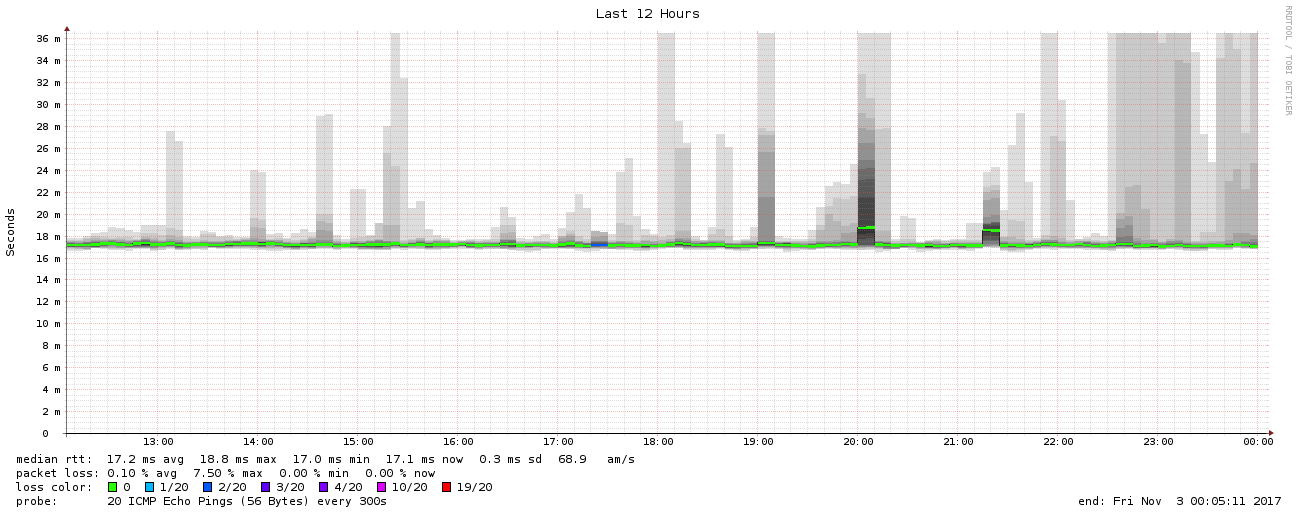 Last 12 Hours
RRDTOOL / TOBI OETIKER
Seconds
36 m
34 m
32 m
30 m
28 m
26 m
24 m
22 m
20 m
18 m
16 m
14 m
12 m
10 m
8 m
6 m
4 m
2 m
0
13:00 14:00 15:00 16:00 17:00 18:00 19:00 20:00 21:00 22:00 23:00 00:00
median rtt: 17.2 ms avg 18.8 ms max 17.0 ms min 17.1 ms now 0.3 ms sd 68.9 am/s
packet loss: 0.10 % avg 7.50 % max 0.00 % min 0.00 % now
loss color: 0 1/20 2/20 3/20 4/20 10/20 19/20
probe: 20 ICMP Echo Pings (56 Bytes) every 300s end: Fri Nov 3 00:05:11 2017